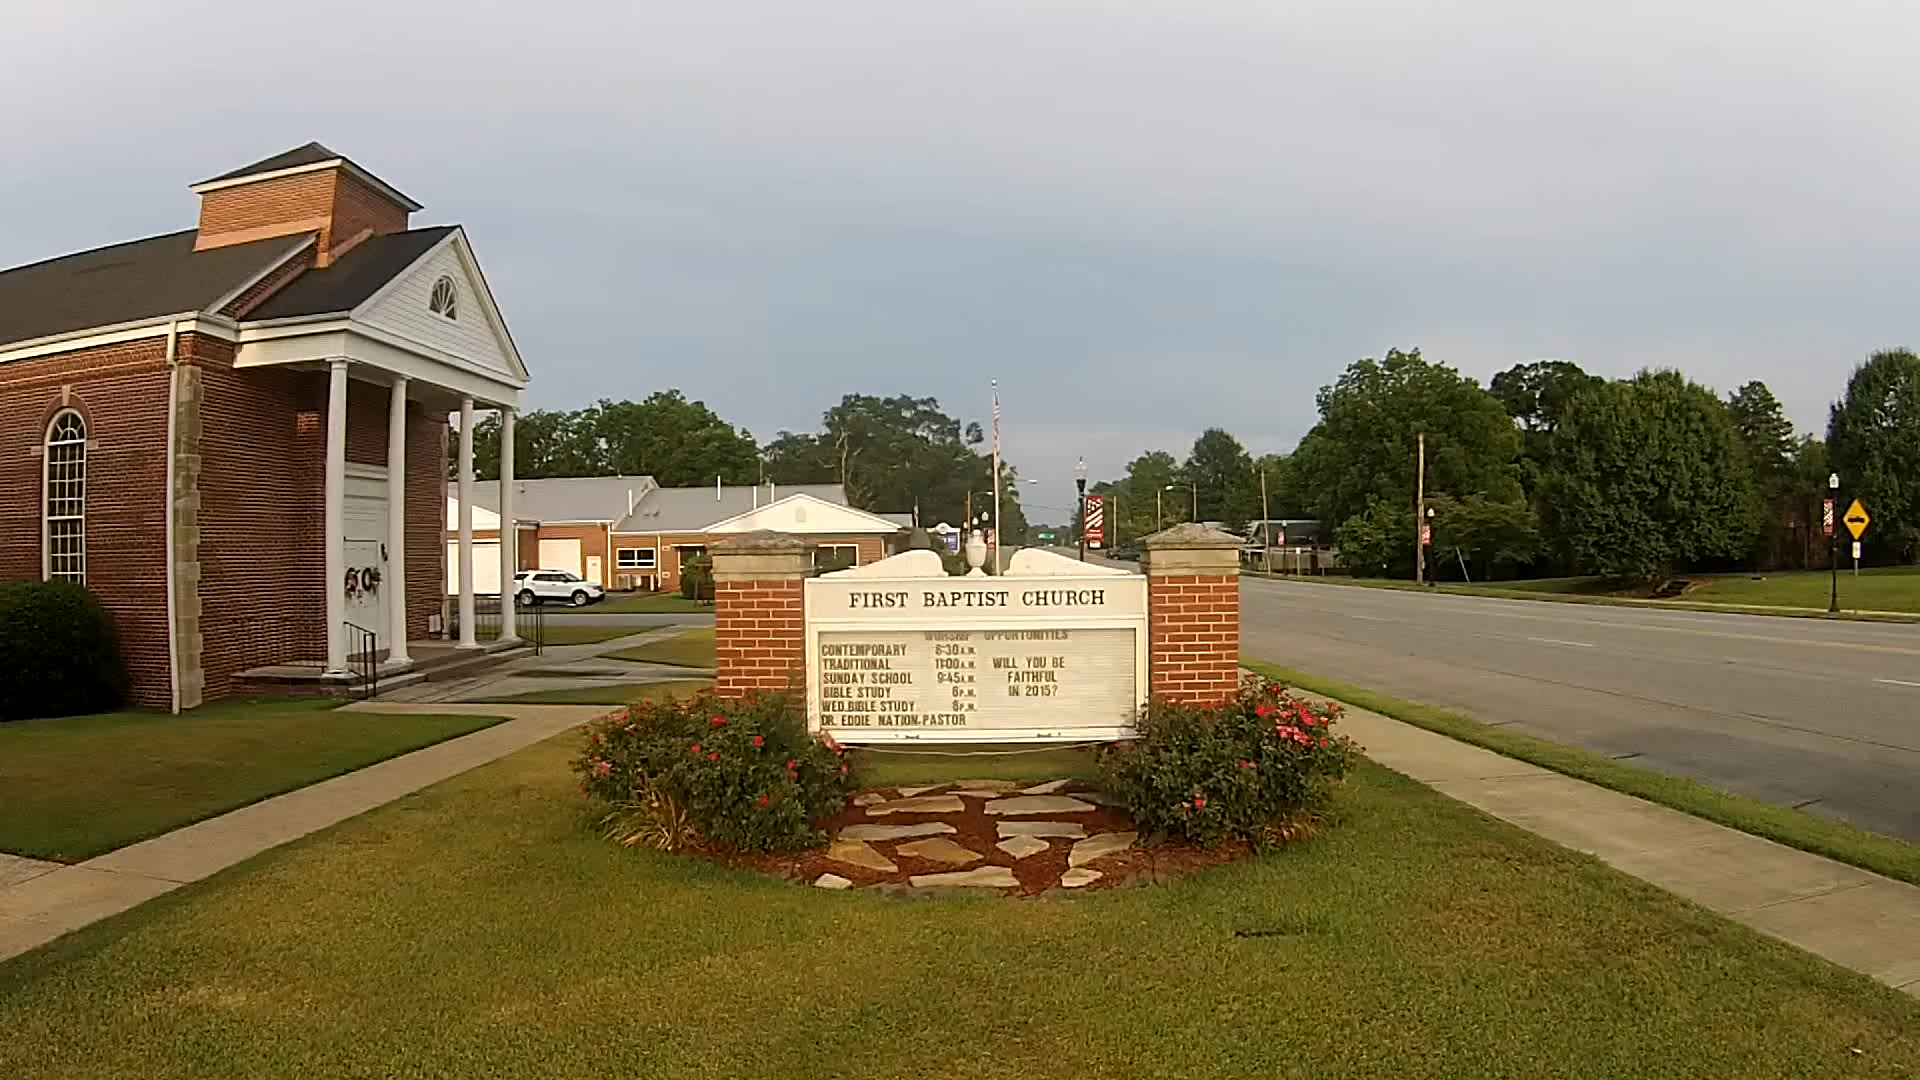 FIRST BAPTIST CHURCH
WORSHIP OPPORTUNITIES
CONTEMPORARY 8:30 A.M.
TRADITIONAL 11:00 A.M. WILL YOU BE
SUNDAY SCHOOL 9:45 A.M. FAITHFUL
BIBLE STUDY 6 P.M. IN 2015?
WED. BIBLE STUDY 6 P.M.
DR. EDDIE NATION, PASTOR